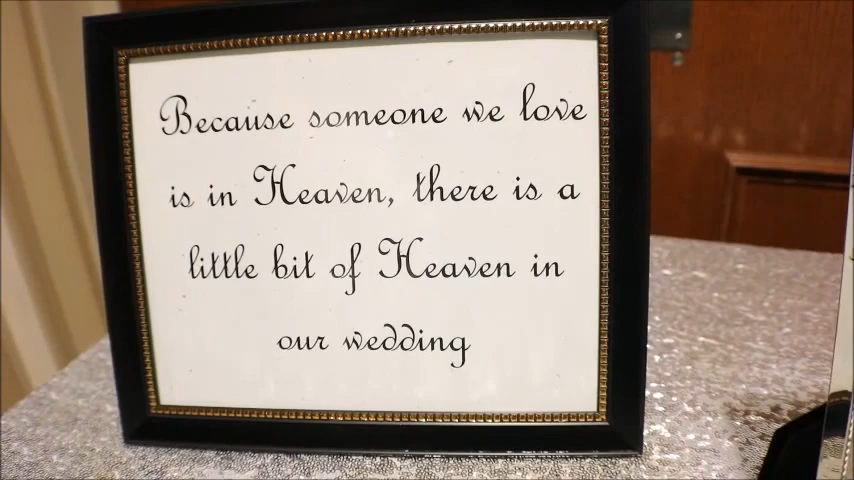 Because someone we love
is in Heaven, there is a
little bit of Heaven in
our wedding